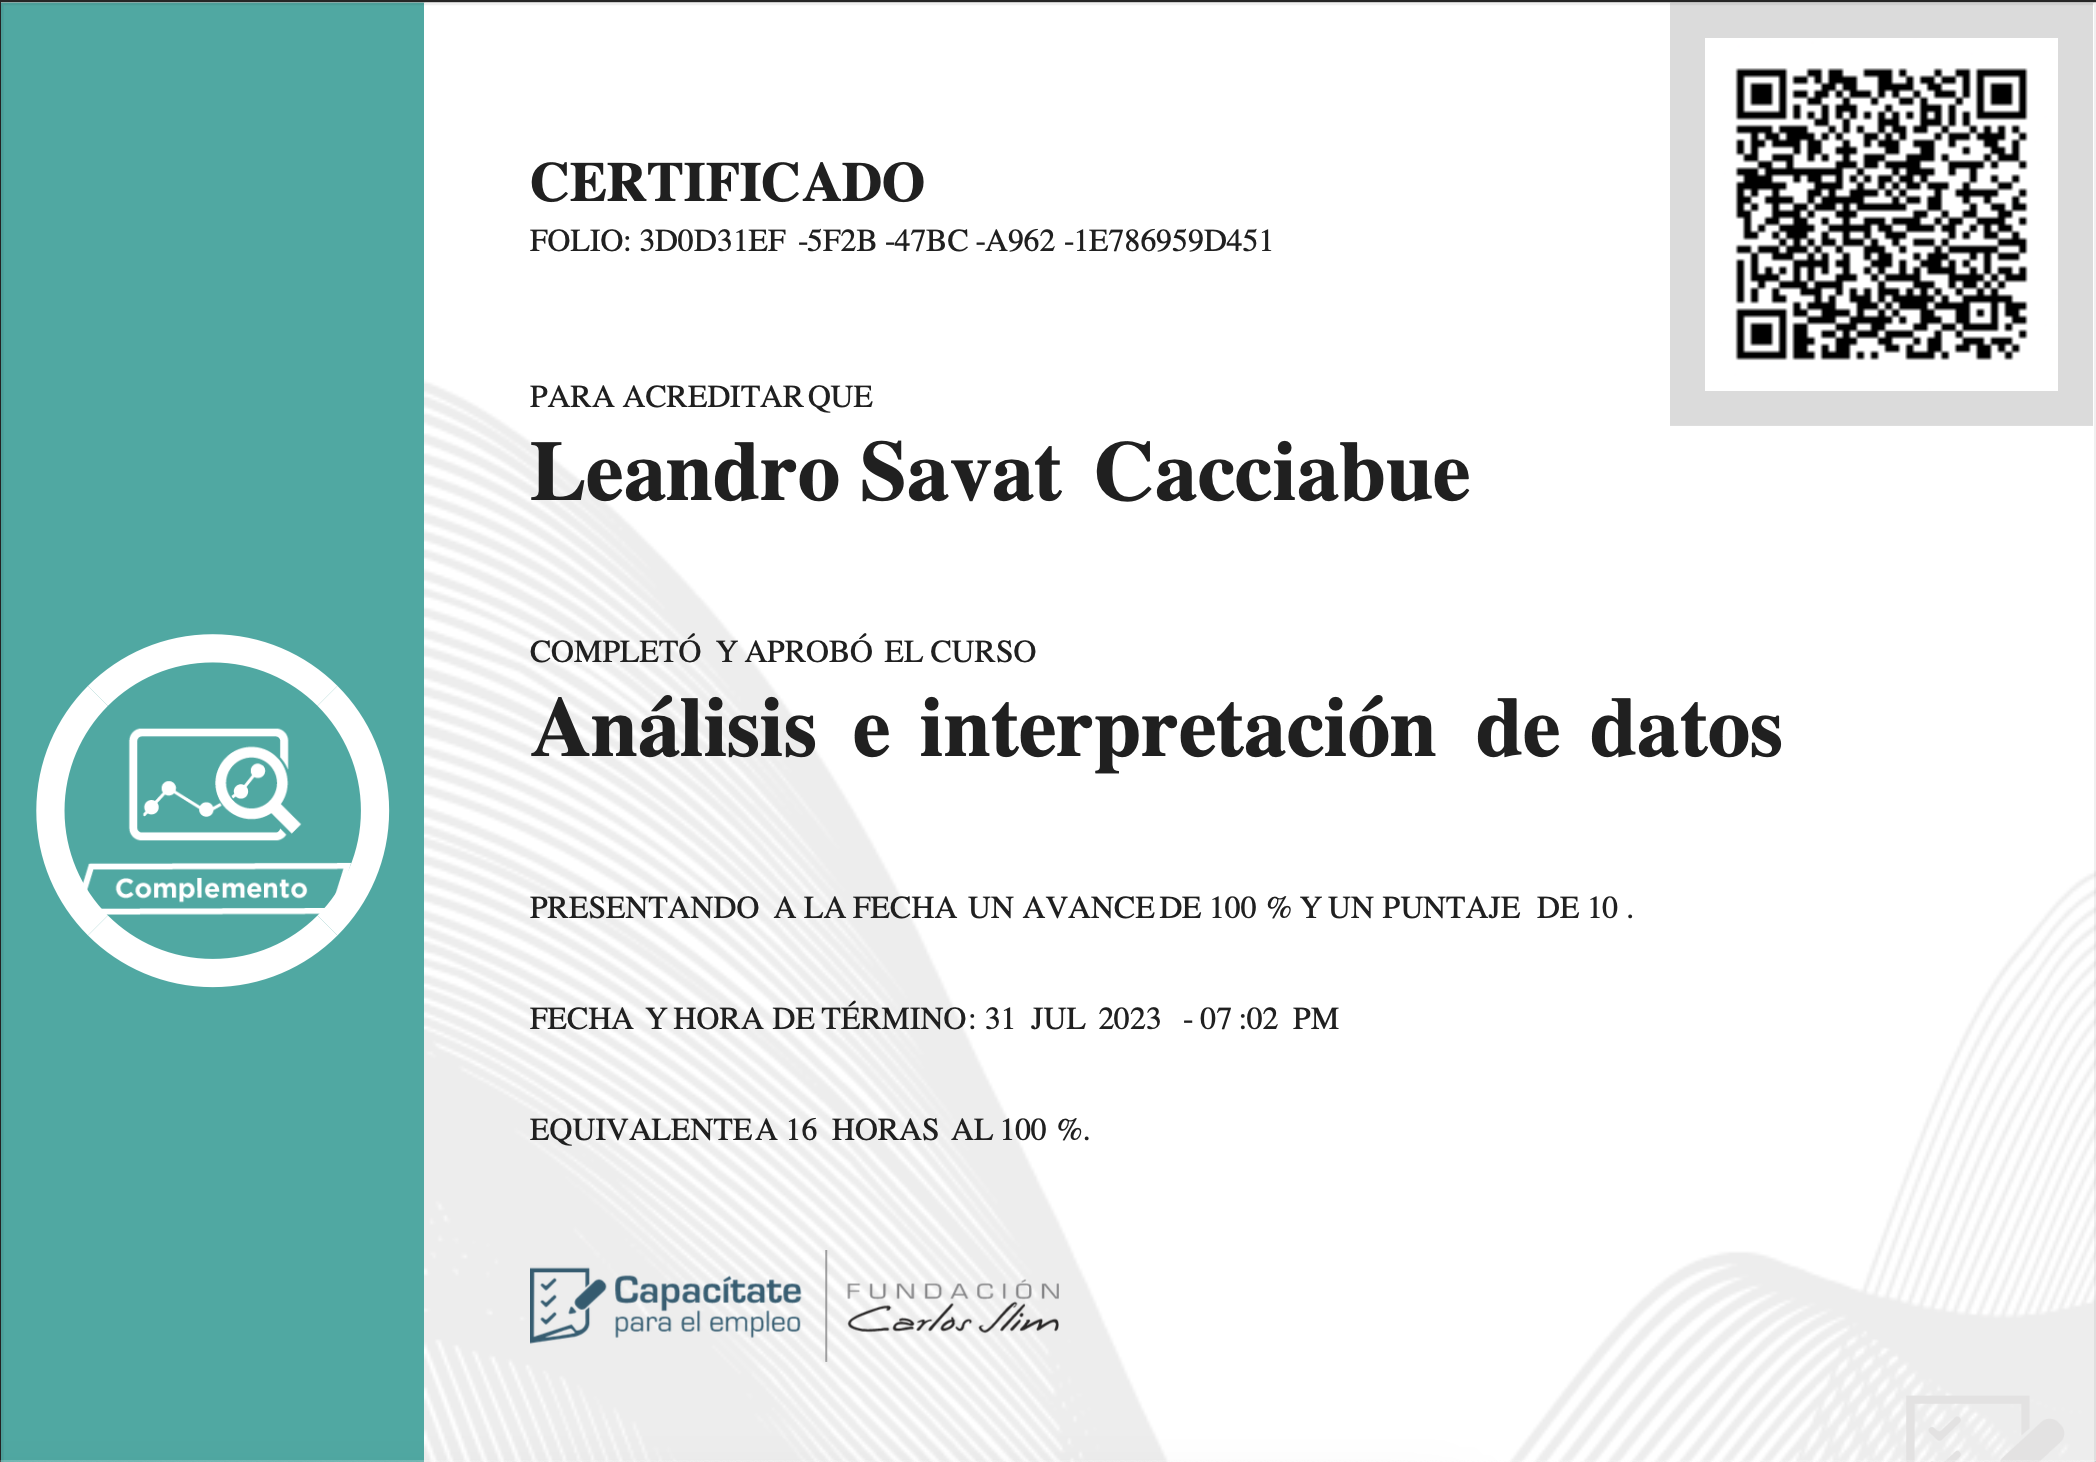 CERTIFICADO
FOLIO: 3D0D31EF -5F2B -47BC -A962 -1E786959D451
PARA ACREDITAR QUE
Leandro Savat Cacciabue
COMPLETÓ Y APROBÓ EL CURSO
Análisis e interpretación de datos
Complemento
PRESENTANDO A LA FECHA UN AVANCE DE 100 % Y UN PUNTAJE DE 10 .
FECHA Y HORA DE TÉRMINO: 31 JUL 2023 - 07 :02 PM
EQUIVALENTE A 16 HORAS AL 100 %.
Capacítate
para el empleo
FUNDACIÓN
Carlos Slim